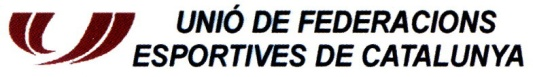 UNIÓ DE FEDERACIONS
ESPORTIVES DE CATALUNYA